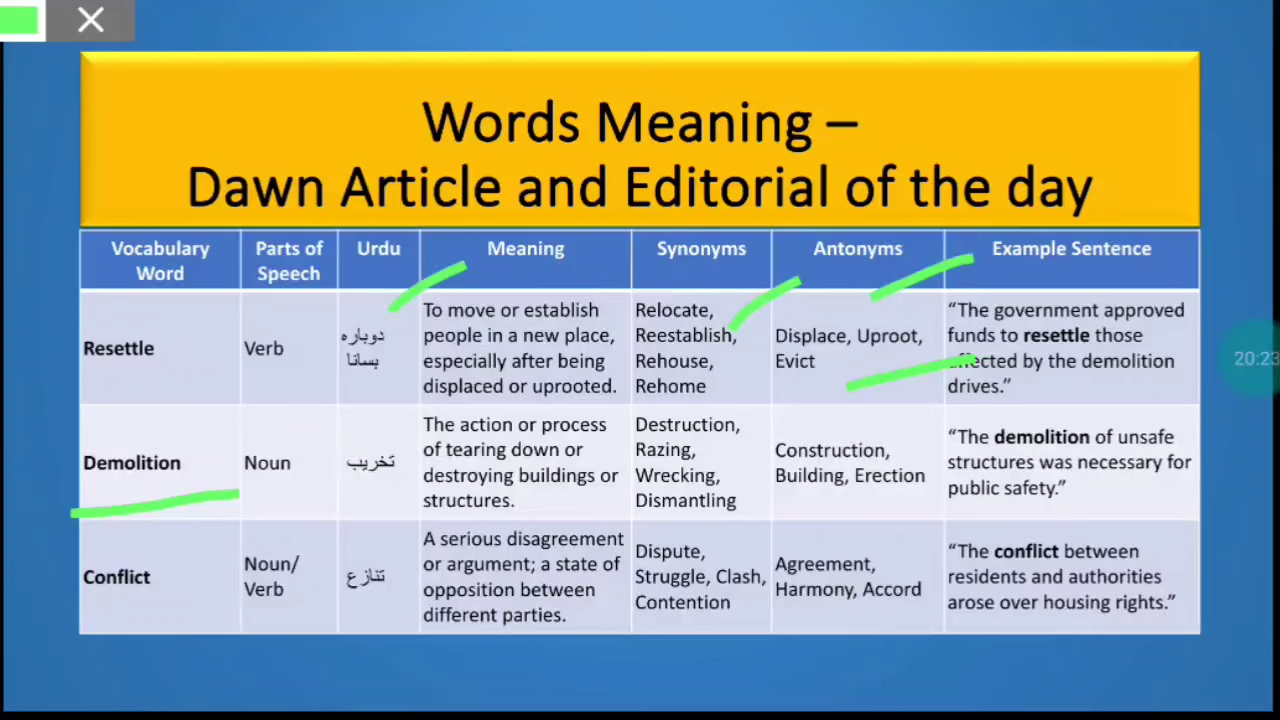 Words Meaning –
Dawn Article and Editorial of the day
Vocabulary
Word
Parts of
Speech
Urdu
Meaning
Synonyms
Antonyms
Example Sentence
Resettle
Verb
دوبارہ
بسانا
To move or establish
people in a new place,
especially after being
displaced or uprooted.
Relocate,
Reestablish,
Rehouse,
Rehome
Displace, Uproot,
Evict
“The government approved
funds to resettle those
affected by the demolition
drives.”
Demolition
Noun
تخریب
The action or process
of tearing down or
destroying buildings or
structures.
Destruction,
Razing,
Wrecking,
Dismantling
Construction,
Building, Erection
“The demolition of unsafe
structures was necessary for
public safety.”
Conflict
Noun/
Verb
تنازع
A serious disagreement
or argument; a state of
opposition between
different parties.
Dispute,
Struggle, Clash,
Contention
Agreement,
Harmony, Accord
“The conflict between
residents and authorities
arose over housing rights.”
20:23